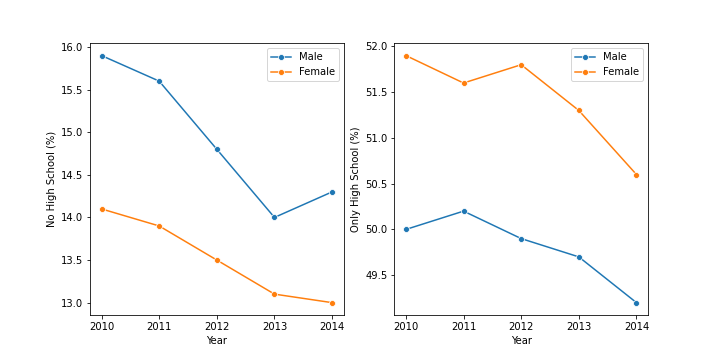 Male
Female
16.0
15.5
15.0
14.5
14.0
13.5
13.0
No High School (%)
2010 2011 2012 2013 2014
Year
Male
Female
52.0
51.5
51.0
50.5
50.0
49.5
Only High School (%)
2010 2011 2012 2013 2014
Year